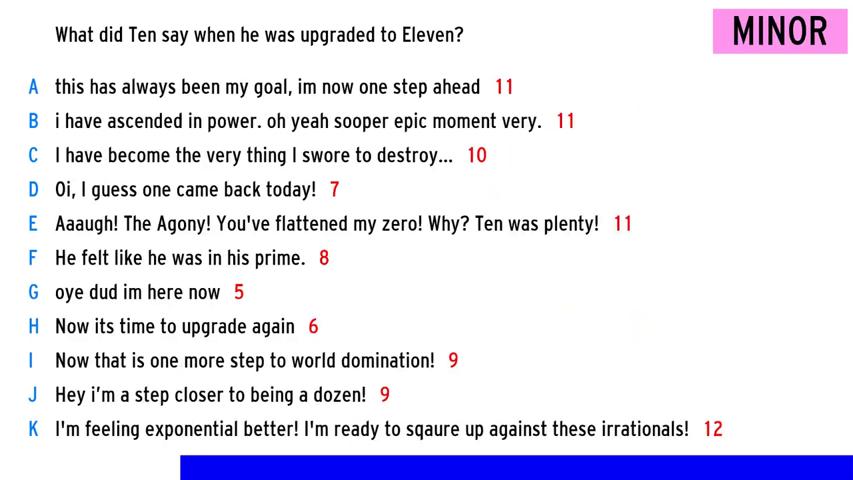 What did Ten say when he was upgraded to Eleven?
MINOR
A this has always been my goal, im now one step ahead 11
B i have ascended in power. oh yeah sooper epic moment very. 11
C I have become the very thing I swore to destroy... 10
D Oi, I guess one came back today! 7
E Aaaugh! The Agony! You've flattened my zero! Why? Ten was plenty! 11
F He felt like he was in his prime. 8
G oye dud im here now 5
H Now its time to upgrade again 6
I Now that is one more step to world domination! 9
J Hey i'm a step closer to being a dozen! 9
K I'm feeling exponential better! I'm ready to sqaure up against these irrationals! 12